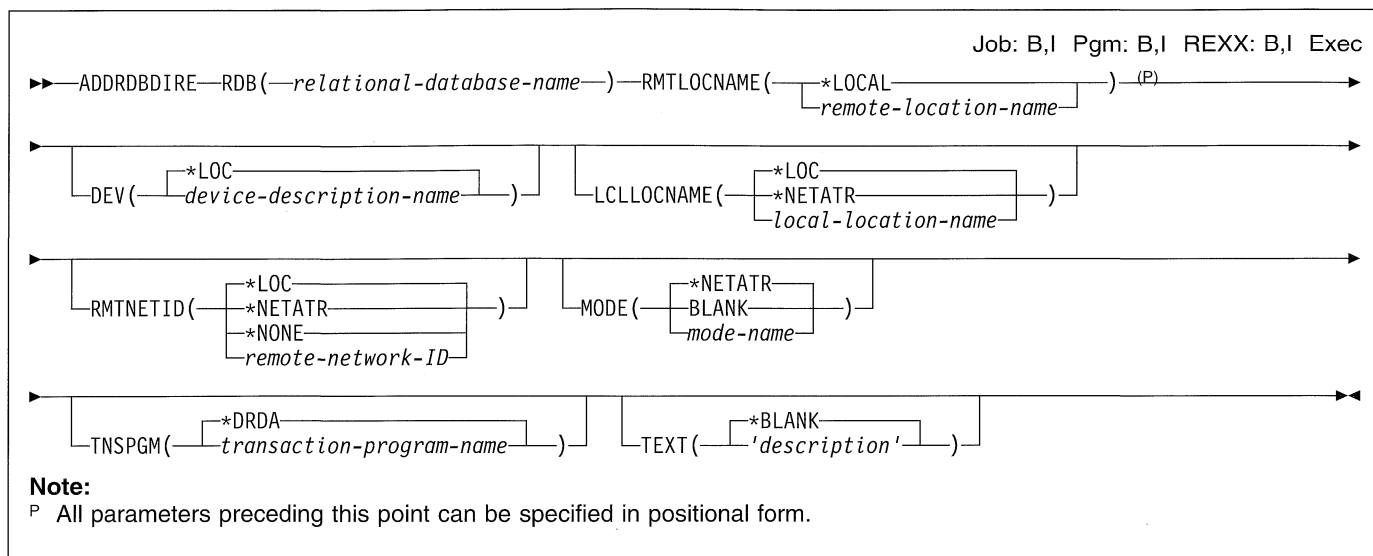 Job: B,I Pgm: B,I REXX: B,I Exec
ADDRDBDIRE RDB( relational-database-name ) RMTLOCNAME( *LOCAL ) (P)
remote-location-name
*LOC *LOC
DEV( device-description-name ) LCLLOCNAME( *NETATR )
local-location-name
*LOC *NETATR
RMTNETID( *NETATR ) MODE( BLANK )
*NONE mode-name
remote-network-ID
*DRDA *BLANK
TNSPGM( transaction-program-name ) TEXT( 'description' )
Note:
P All parameters preceding this point can be specified in positional form.